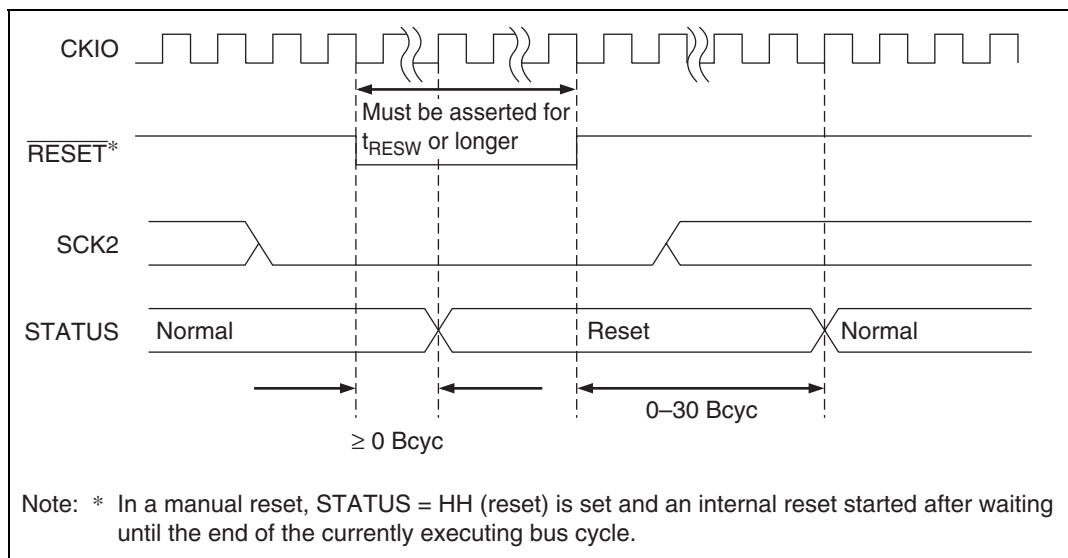 CKIO
Must be asserted for
tRESW or longer
RESET*
SCK2
STATUS Normal Reset Normal
0–30 Bcyc
≥ 0 Bcyc
Note: * In a manual reset, STATUS = HH (reset) is set and an internal reset started after waiting
until the end of the currently executing bus cycle.